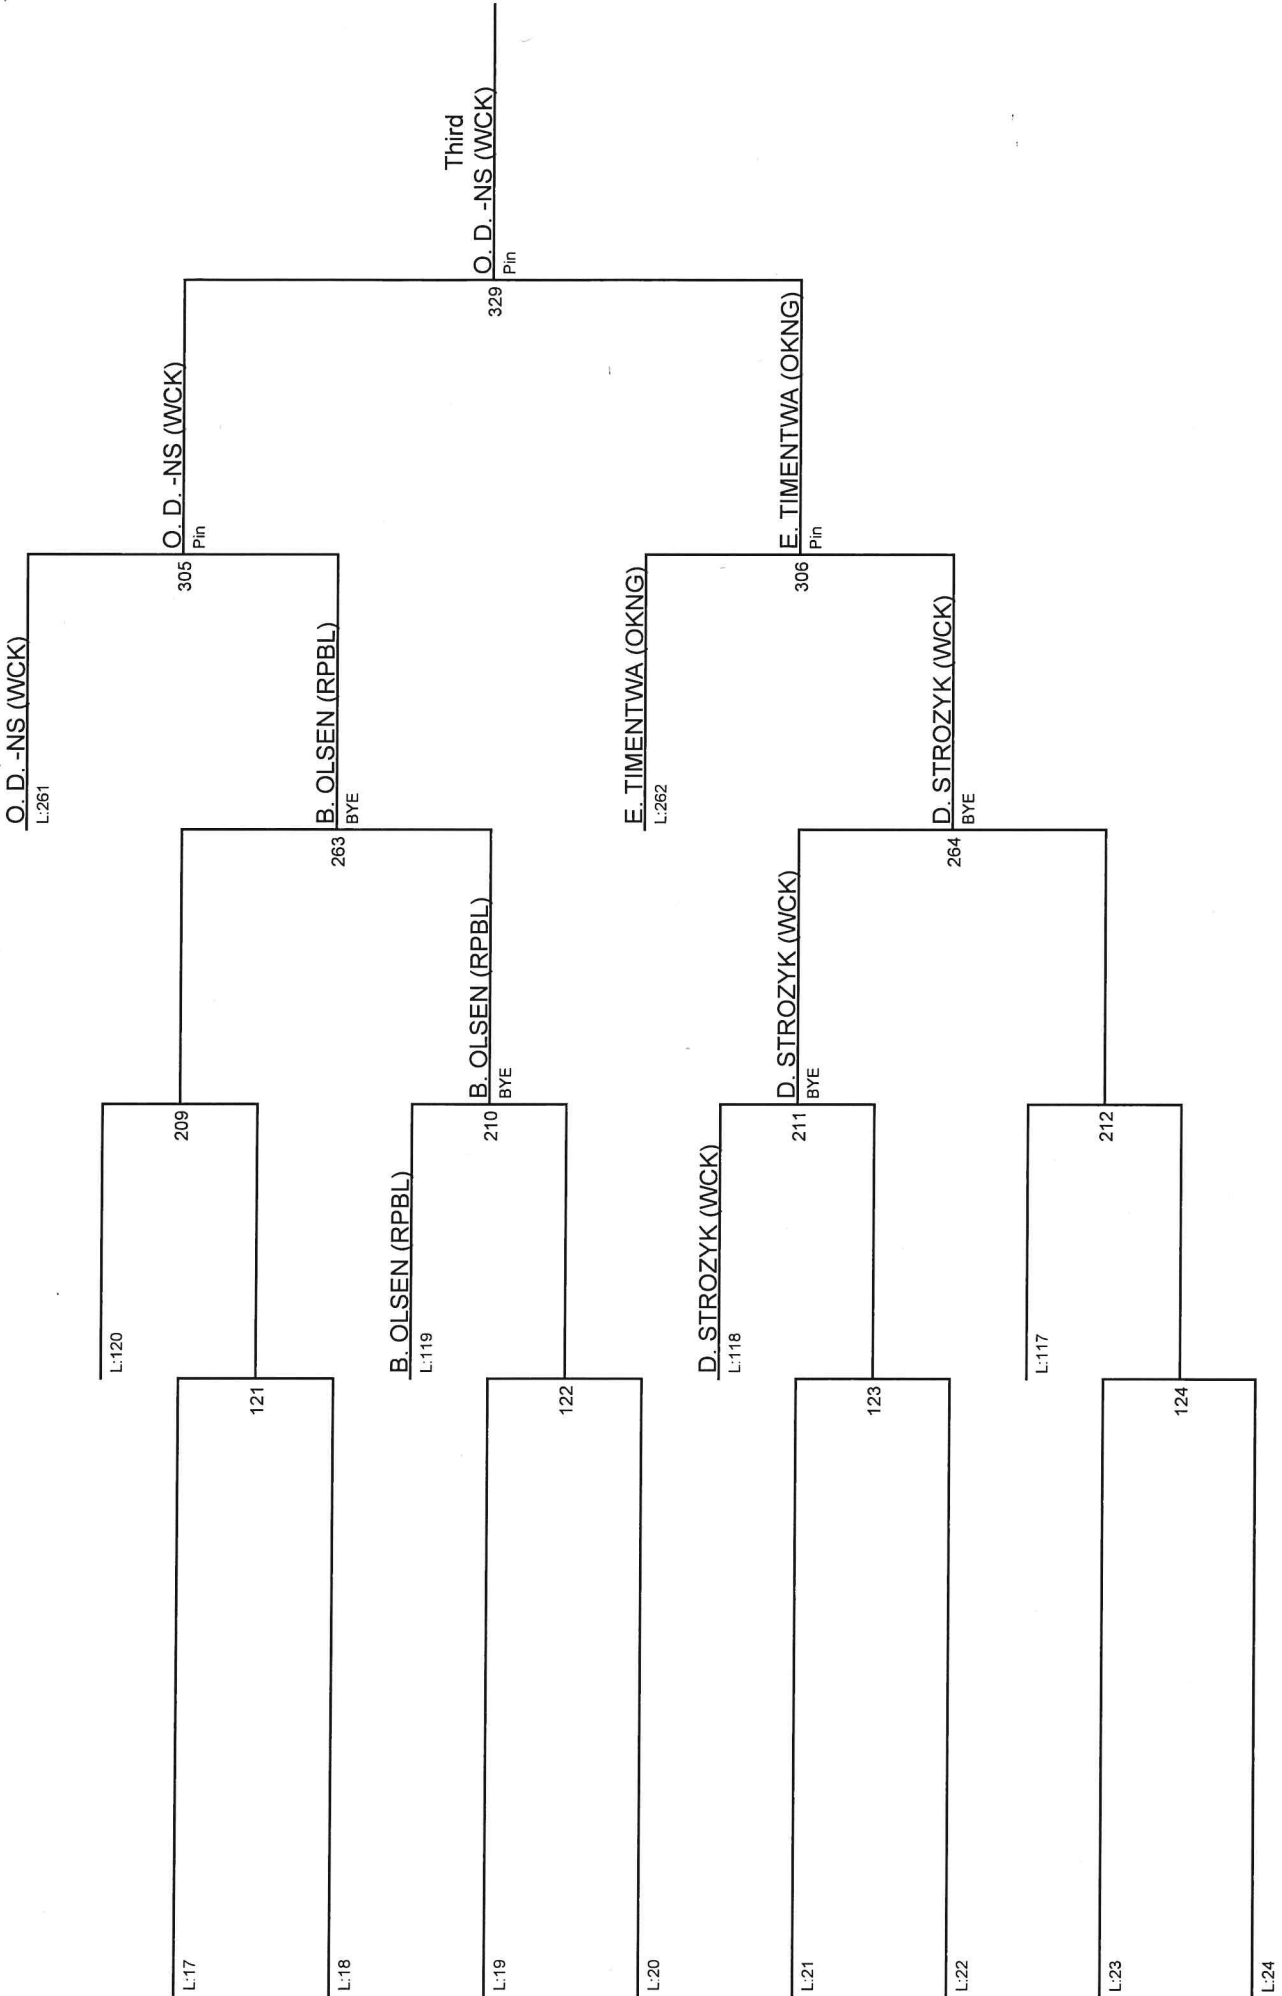 L:17
L:18
L:19
L:20
L:21
L:22
L:23
L:24
121
122
123
124
L:120
B. OLSEN (RPBL)
L:119
D. STROZYK (WCK)
L:118
L:117
209
210
211
212
B. OLSEN (RPBL)
BYE
D. STROZYK (WCK)
BYE
263
264
O. D. -NS (WCK)
L:261
B. OLSEN (RPBL)
BYE
E. TIMENTWA (OKNG)
L:262
D. STROZYK (WCK)
BYE
305
306
O. D. -NS (WCK)
Pin
E. TIMENTWA (OKNG)
Pin
329
Third
O. D. -NS (WCK)
Pin